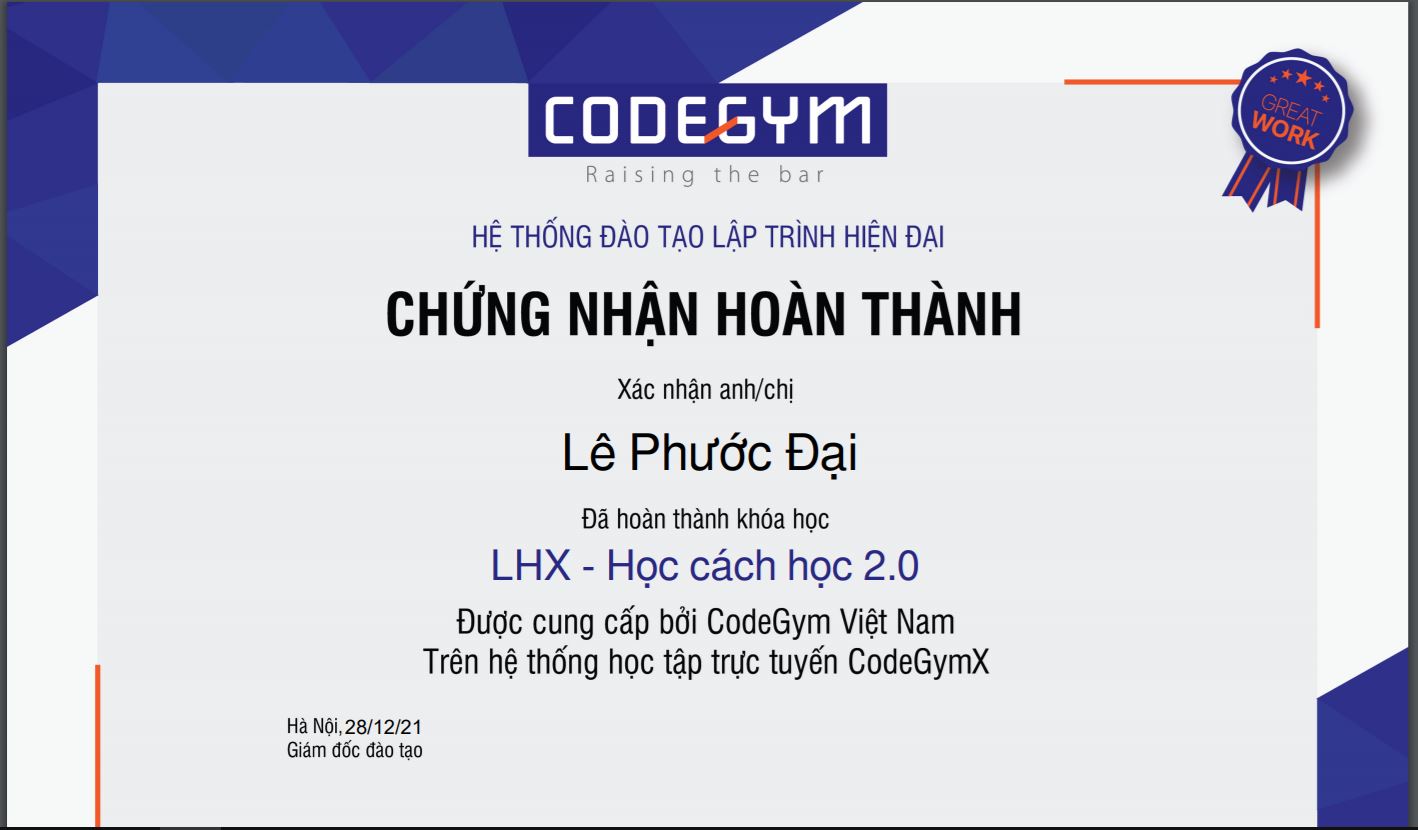 CODEGYM
Raising the bar
GREAT
WORK
HỆ THỐNG ĐÀO TẠO LẬP TRÌNH HIỆN ĐẠI
CHỨNG NHẬN HOÀN THÀNH
Xác nhận anh/chị
Lê Phước Đại
Đã hoàn thành khóa học
LHX - Học cách học 2.0
Được cung cấp bởi CodeGym Việt Nam
Trên hệ thống học tập trực tuyến CodeGymX
Hà Nội, 28/12/21
Giám đốc đào tạo